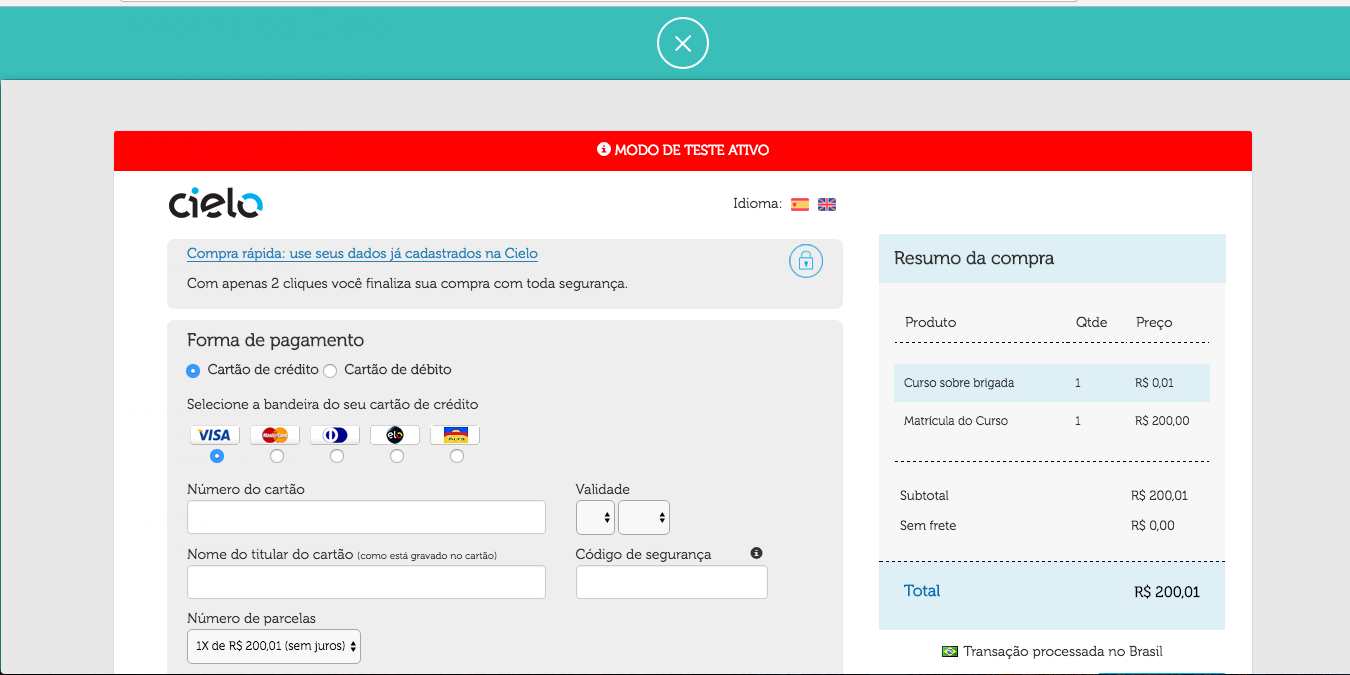 MODO DE TESTE ATIVO
cielo
Idioma:
Compra rápida: use seus dados já cadastrados na Cielo
Com apenas 2 cliques você finaliza sua compra com toda segurança.
Forma de pagamento
Cartão de crédito Cartão de débito
Selecione a bandeira do seu cartão de crédito
VISA MasterCard elo
Número do cartão Validade
Nome do titular do cartão (como está gravado no cartão) Código de segurança
Número de parcelas
1X de R$ 200,01 (sem juros)
Resumo da compra
Produto Qtde Preço
Curso sobre brigada 1 R$ 0,01
Matrícula do Curso 1 R$ 200,00
Subtotal R$ 200,01
Sem frete R$ 0,00
Total R$ 200,01
Transação processada no Brasil